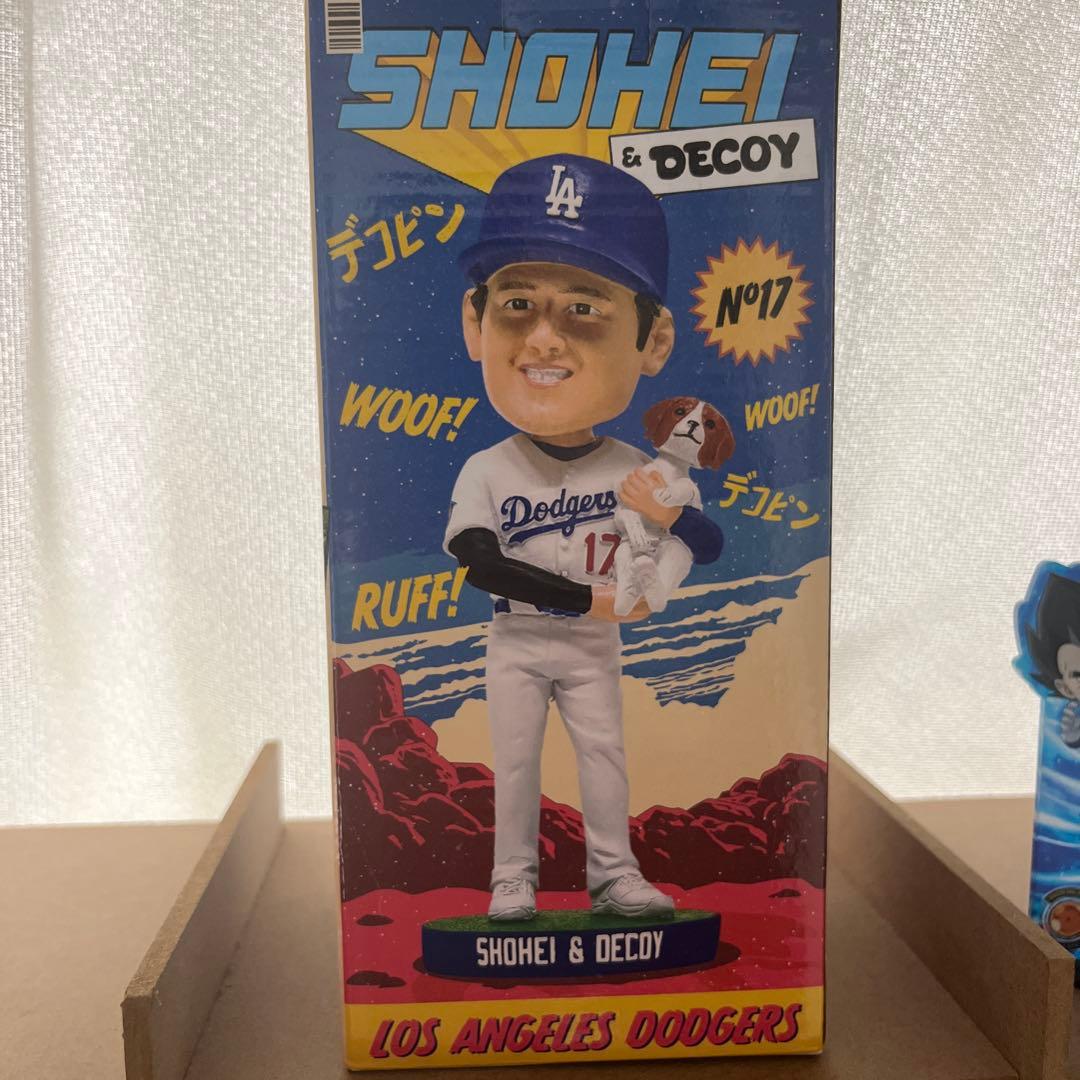 SHOHEI
& DECOY
LA
デコピン
Nº17
WOOF!
WOOF!
Dodgers
17
デコピン
RUFF!
SHOHEI & DECOY
LOS ANGELES DODGERS